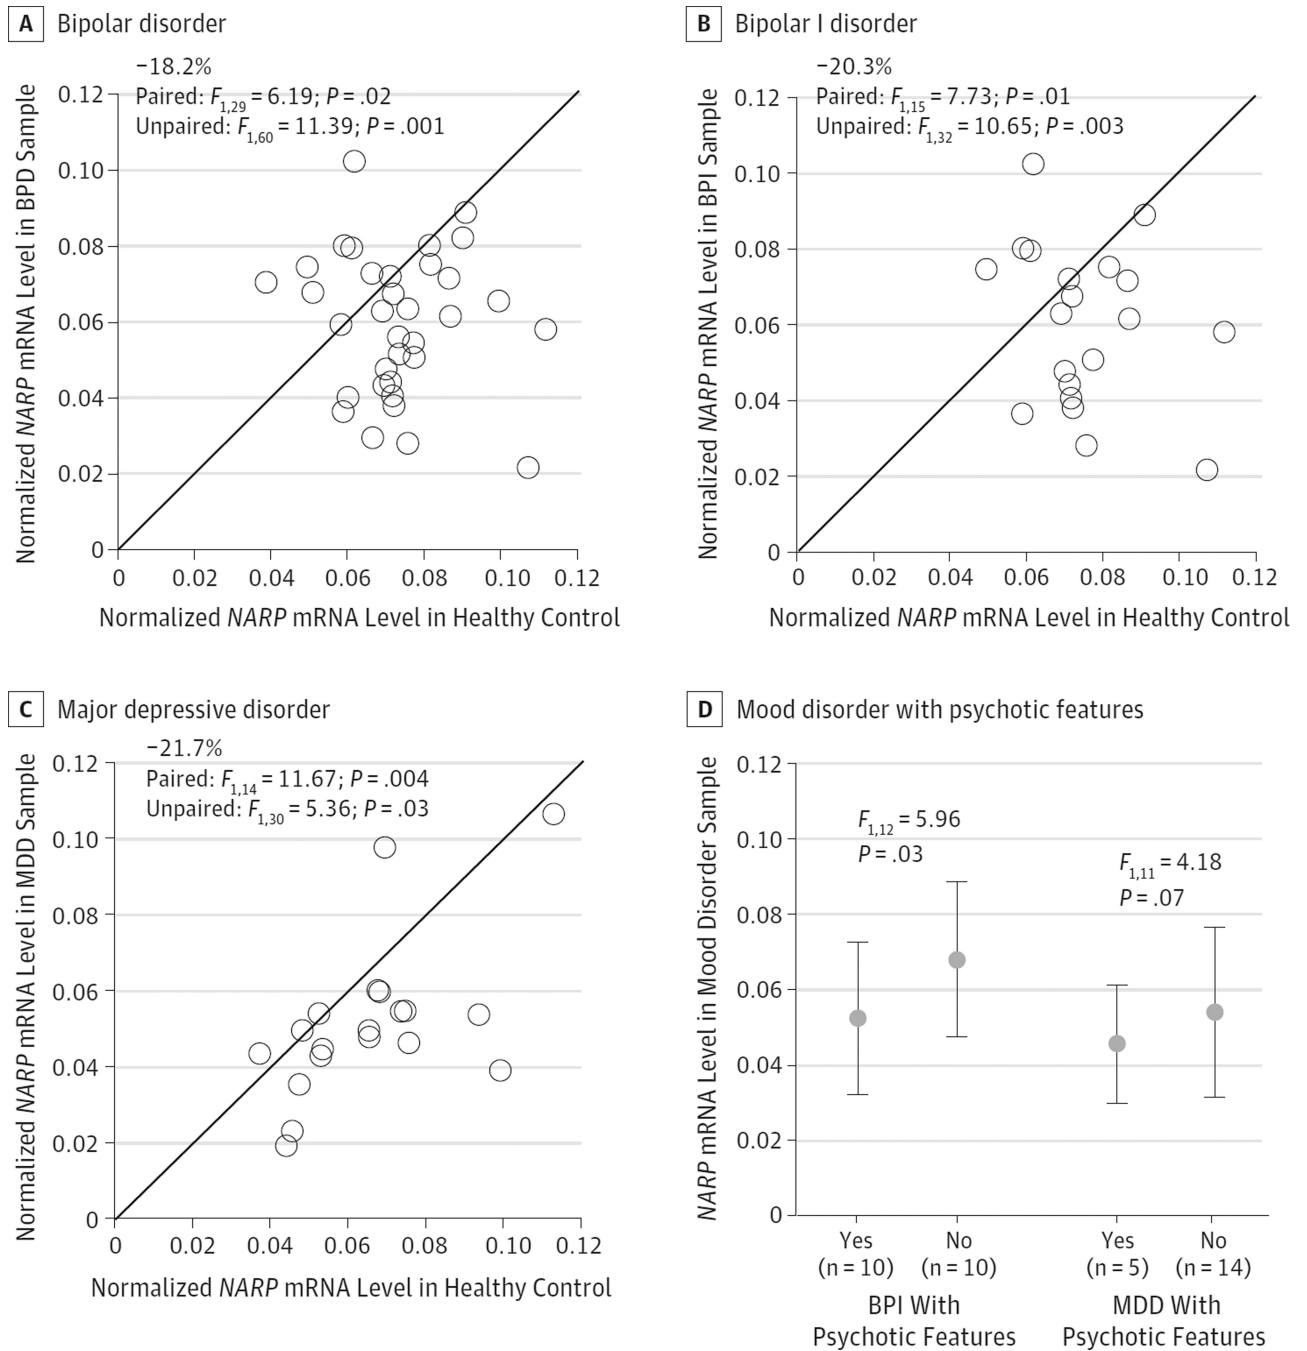 A Bipolar disorder
−18.2%
Paired: F1,29 = 6.19; P = .02
Unpaired: F1,60 = 11.39; P = .001
Normalized NARP mRNA Level in BPD Sample
0.12
0.10
0.08
0.06
0.04
0.02
0
0 0.02 0.04 0.06 0.08 0.10 0.12
Normalized NARP mRNA Level in Healthy Control
B Bipolar I disorder
−20.3%
Paired: F1,15 = 7.73; P = .01
Unpaired: F1,32 = 10.65; P = .003
Normalized NARP mRNA Level in BPI Sample
0.12
0.10
0.08
0.06
0.04
0.02
0
0 0.02 0.04 0.06 0.08 0.10 0.12
Normalized NARP mRNA Level in Healthy Control
C Major depressive disorder
−21.7%
Paired: F1,14 = 11.67; P = .004
Unpaired: F1,30 = 5.36; P = .03
Normalized NARP mRNA Level in MDD Sample
0.12
0.10
0.08
0.06
0.04
0.02
0
0 0.02 0.04 0.06 0.08 0.10 0.12
Normalized NARP mRNA Level in Healthy Control
D Mood disorder with psychotic features
NARP mRNA Level in Mood Disorder Sample
0.12
0.10
0.08
0.06
0.04
0.02
0
F1,12 = 5.96
P = .03
F1,11 = 4.18
P = .07
Yes No Yes No
(n = 10) (n = 10) (n = 5) (n = 14)
BPI With MDD With
Psychotic Features Psychotic Features